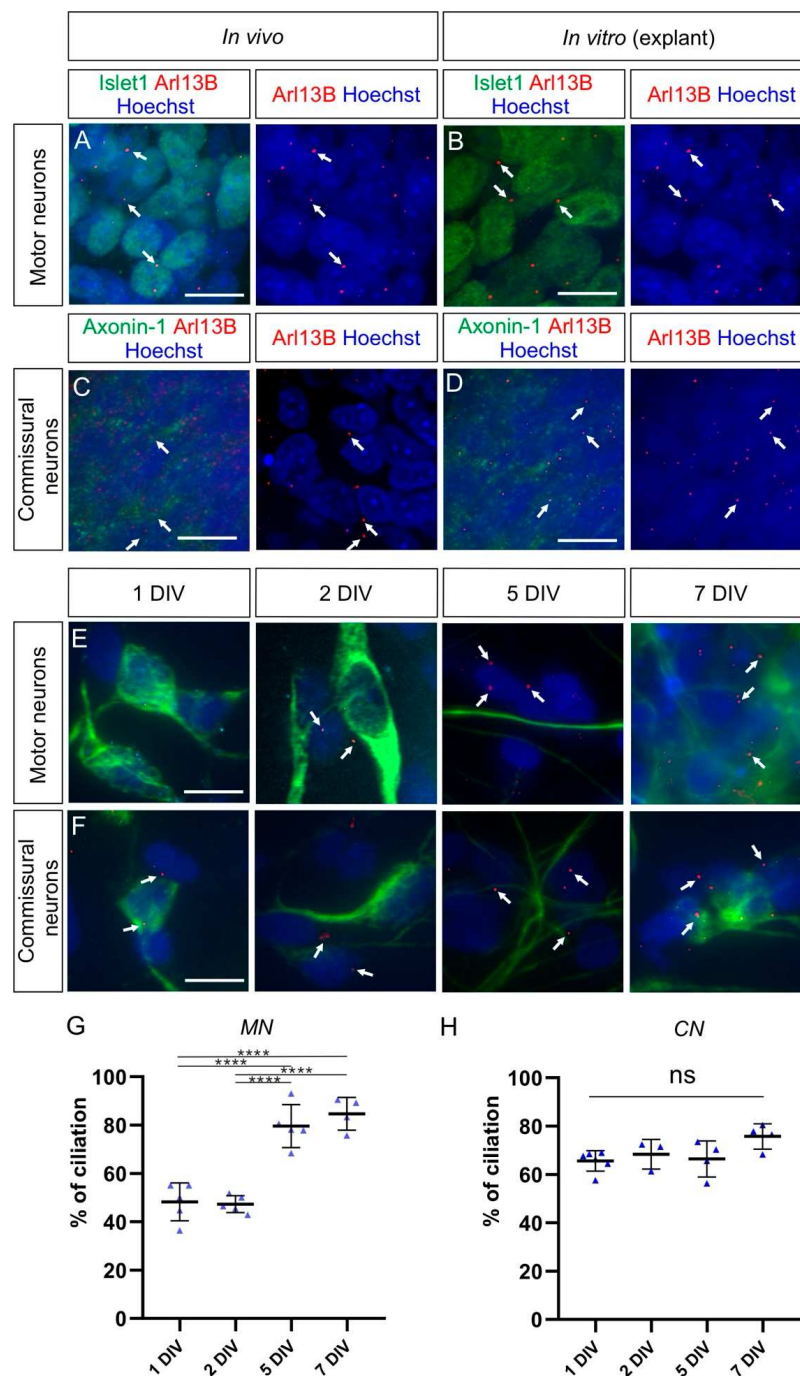 In vivo
In vitro (explant)
Islet1 Arl13B
Hoechst
Arl13B Hoechst
Islet1 Arl13B
Hoechst
Arl13B Hoechst
Motor neurons
A
B
Axonin-1 Arl13B
Hoechst
Arl13B Hoechst
Axonin-1 Arl13B
Hoechst
Arl13B Hoechst
Commissural
neurons
C
D
1 DIV
2 DIV
5 DIV
7 DIV
Motor neurons
E
Commissural
neurons
F
G
MN
****
****
****
****
% of ciliation
100
80
60
40
20
0
1 DIV
2 DIV
5 DIV
7 DIV
H
CN
ns
% of ciliation
100
80
60
40
20
0
1 DIV
2 DIV
5 DIV
7 DIV